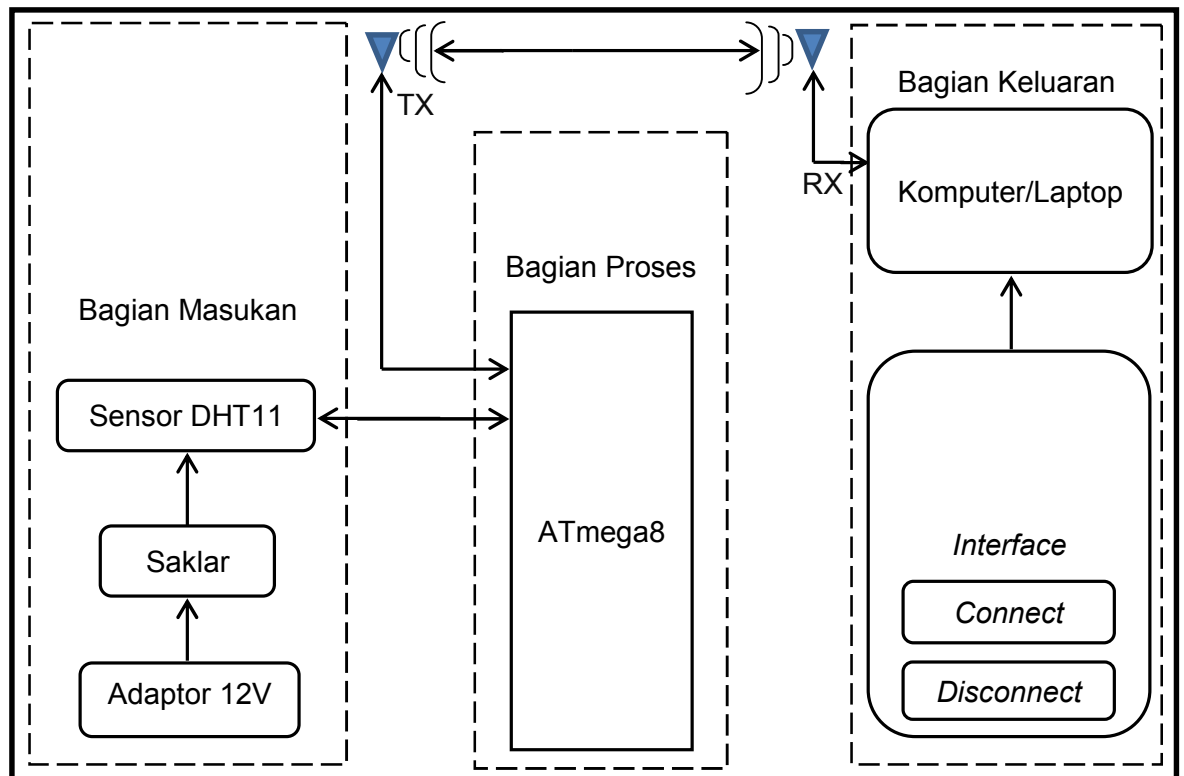 TX
Bagian Keluaran
RX
Komputer/Laptop
Bagian Proses
Bagian Masukan
Sensor DHT11
ATmega8
Saklar
Interface
Connect
Adaptor 12V
Disconnect